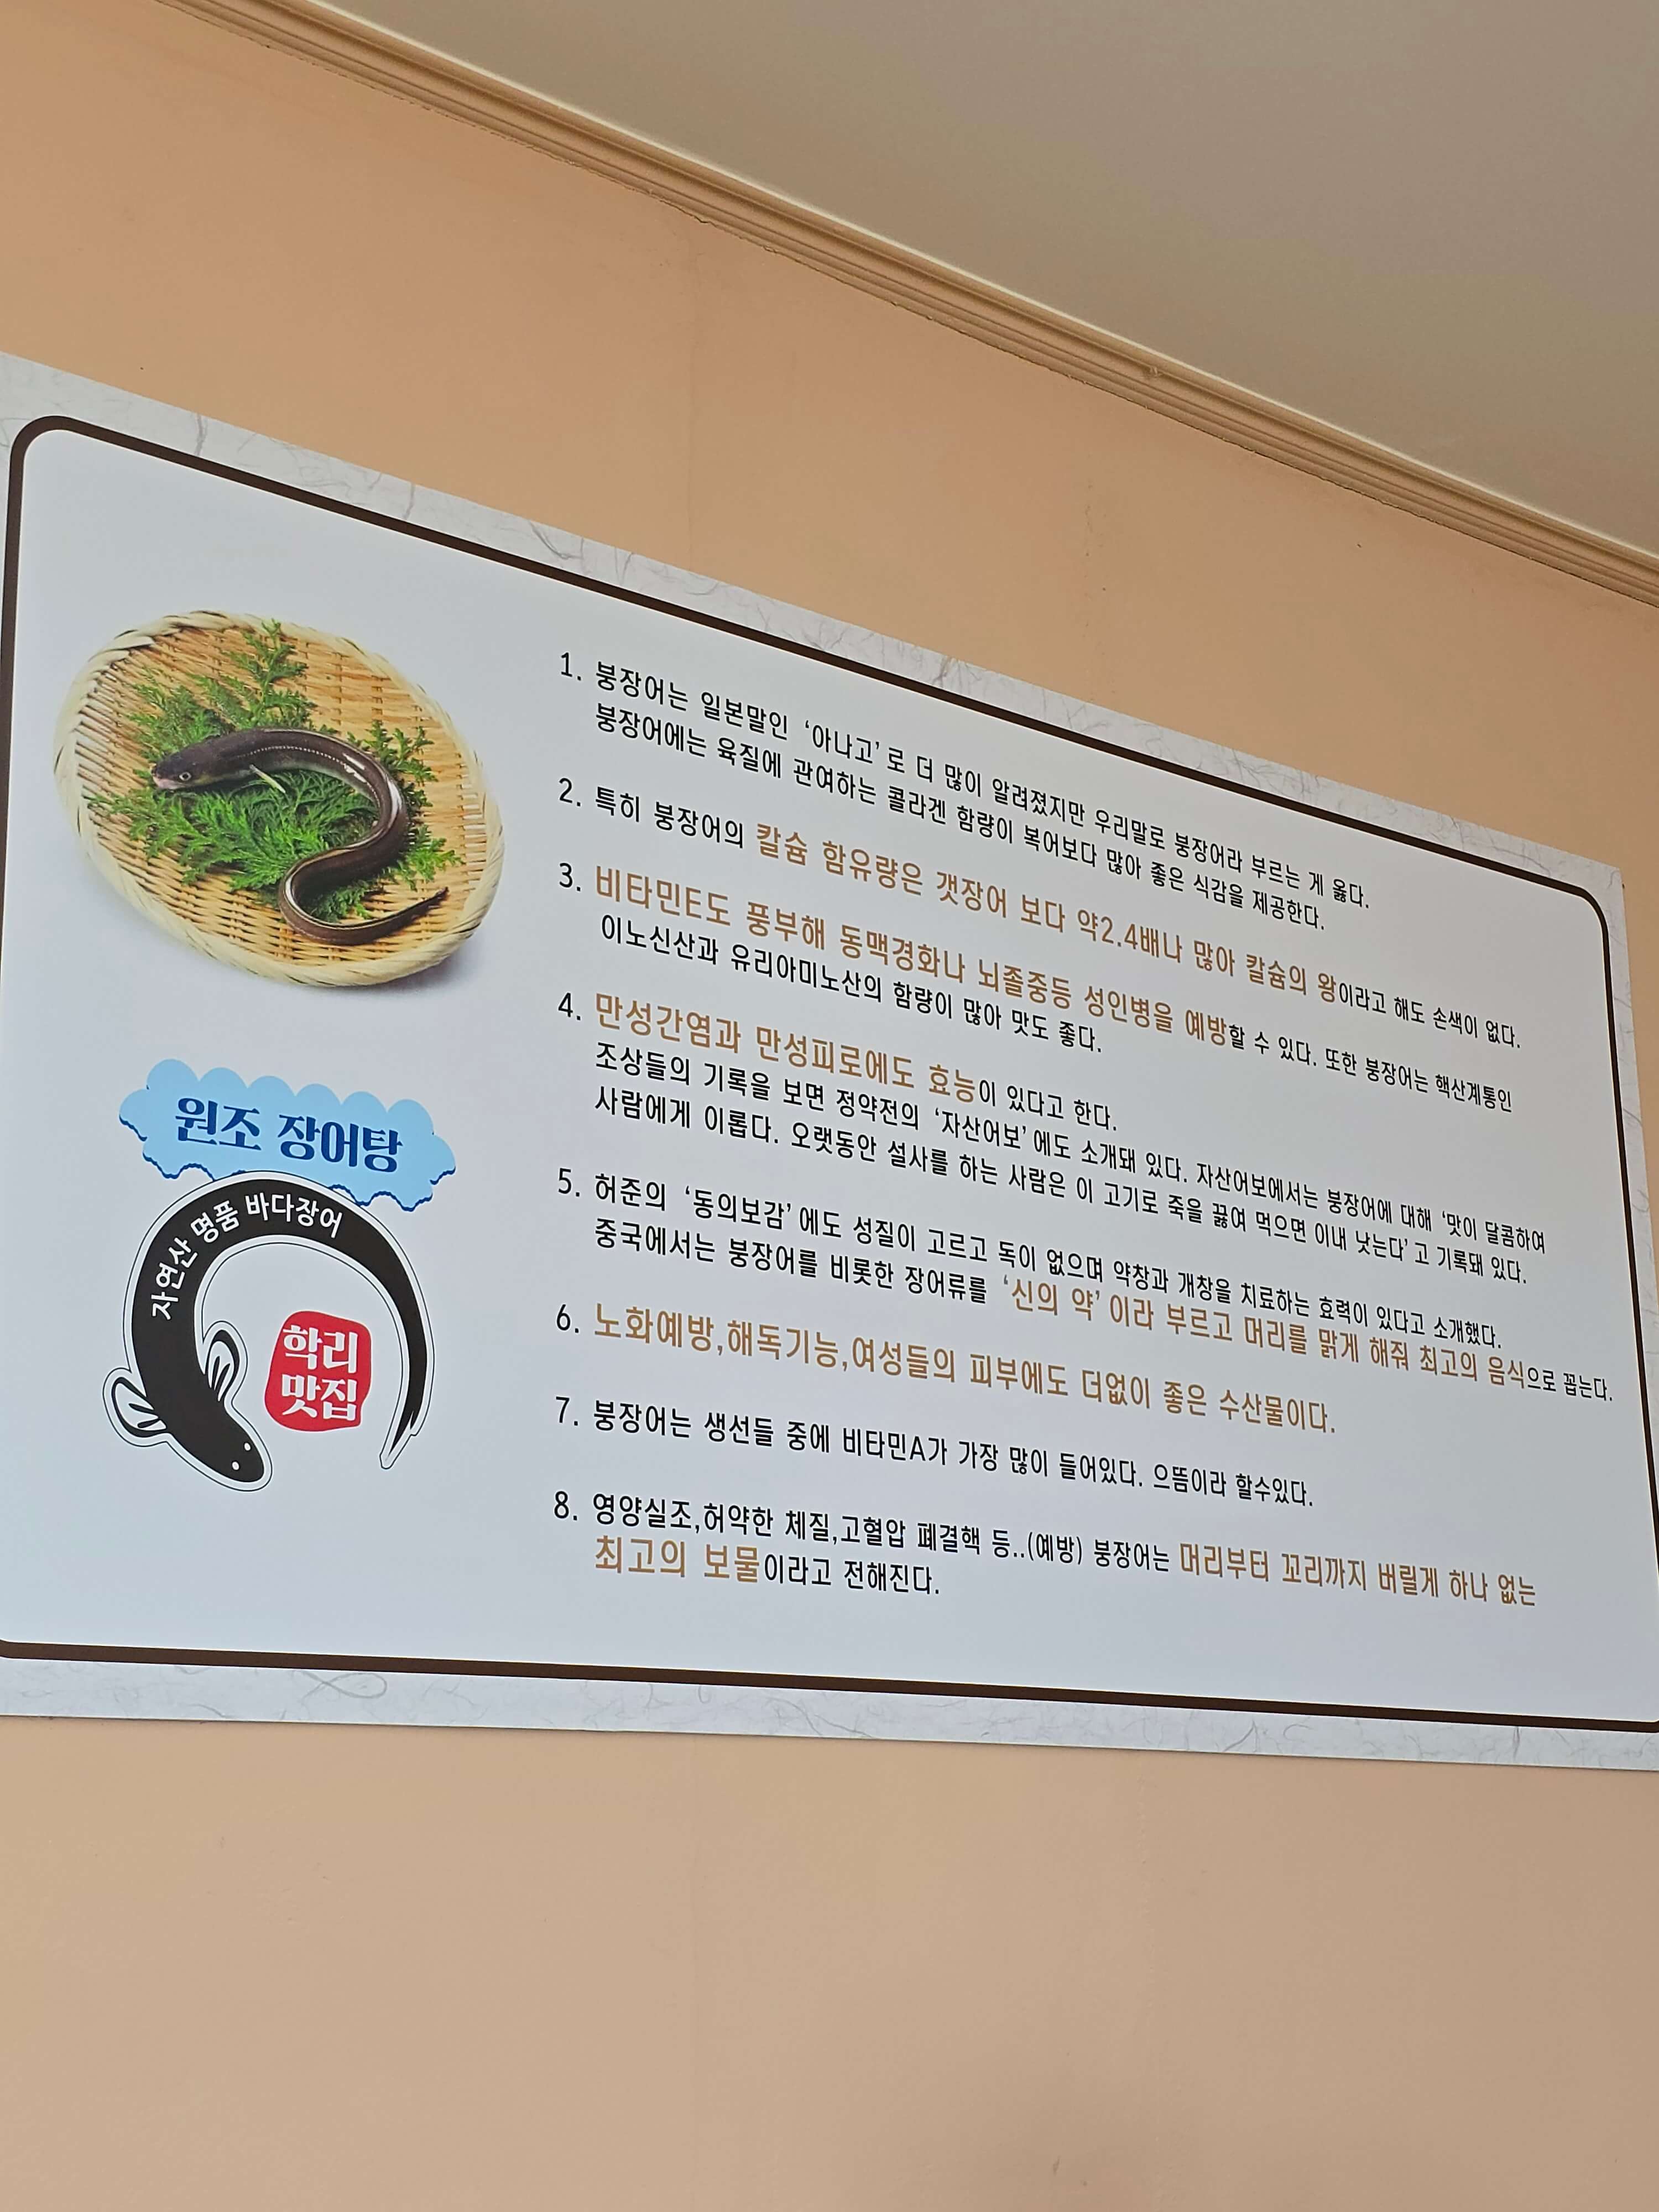 1. 붕장어는 일본말인 ‘아나고’로 더 많이 알려졌지만 우리말로 붕장어라 부르는 게 옳다.
붕장어에는 육질에 관여하는 콜라겐 함량이 복어보다 많아 좋은 식감을 제공한다.
2. 특히 붕장어의 칼슘 함유량은 갯장어 보다 약2.4배나 많아 칼슘의 왕이라고 해도 손색이 없다.
3. 비타민E도 풍부해 동맥경화나 뇌졸중등 성인병을 예방할 수 있다. 또한 붕장어는 핵산계통인
이노신산과 유리아미노산의 함량이 많아 맛도 좋다.
4. 만성간염과 만성피로에도 효능이 있다고 한다.
조상들의 기록을 보면 정약전의 ‘자산어보’에도 소개돼 있다. 자산어보에서는 붕장어에 대해 ‘맛이 달콤하여
사람에게 이롭다. 오랫동안 설사를 하는 사람은 이 고기로 죽을 끓여 먹으면 이내 낫는다’고 기록돼 있다.
5. 허준의 ‘동의보감’에도 성질이 고르고 독이 없으며 악창과 개창을 치료하는 효력이 있다고 소개했다.
중국에서는 붕장어를 비롯한 장어류를 ‘신의 약’이라 부르고 머리를 맑게 해줘 최고의 음식으로 꼽는다.
6. 노화예방,해독기능,여성들의 피부에도 더없이 좋은 수산물이다.
7. 붕장어는 생선들 중에 비타민A가 가장 많이 들어있다. 으뜸이라 할수있다.
8. 영양실조,허약한 체질,고혈압 폐결핵 등..(예방) 붕장어는 머리부터 꼬리까지 버릴게 하나 없는
최고의 보물이라고 전해진다.
원조 장어탕
자연산 명품 바다장어
학리
맛집